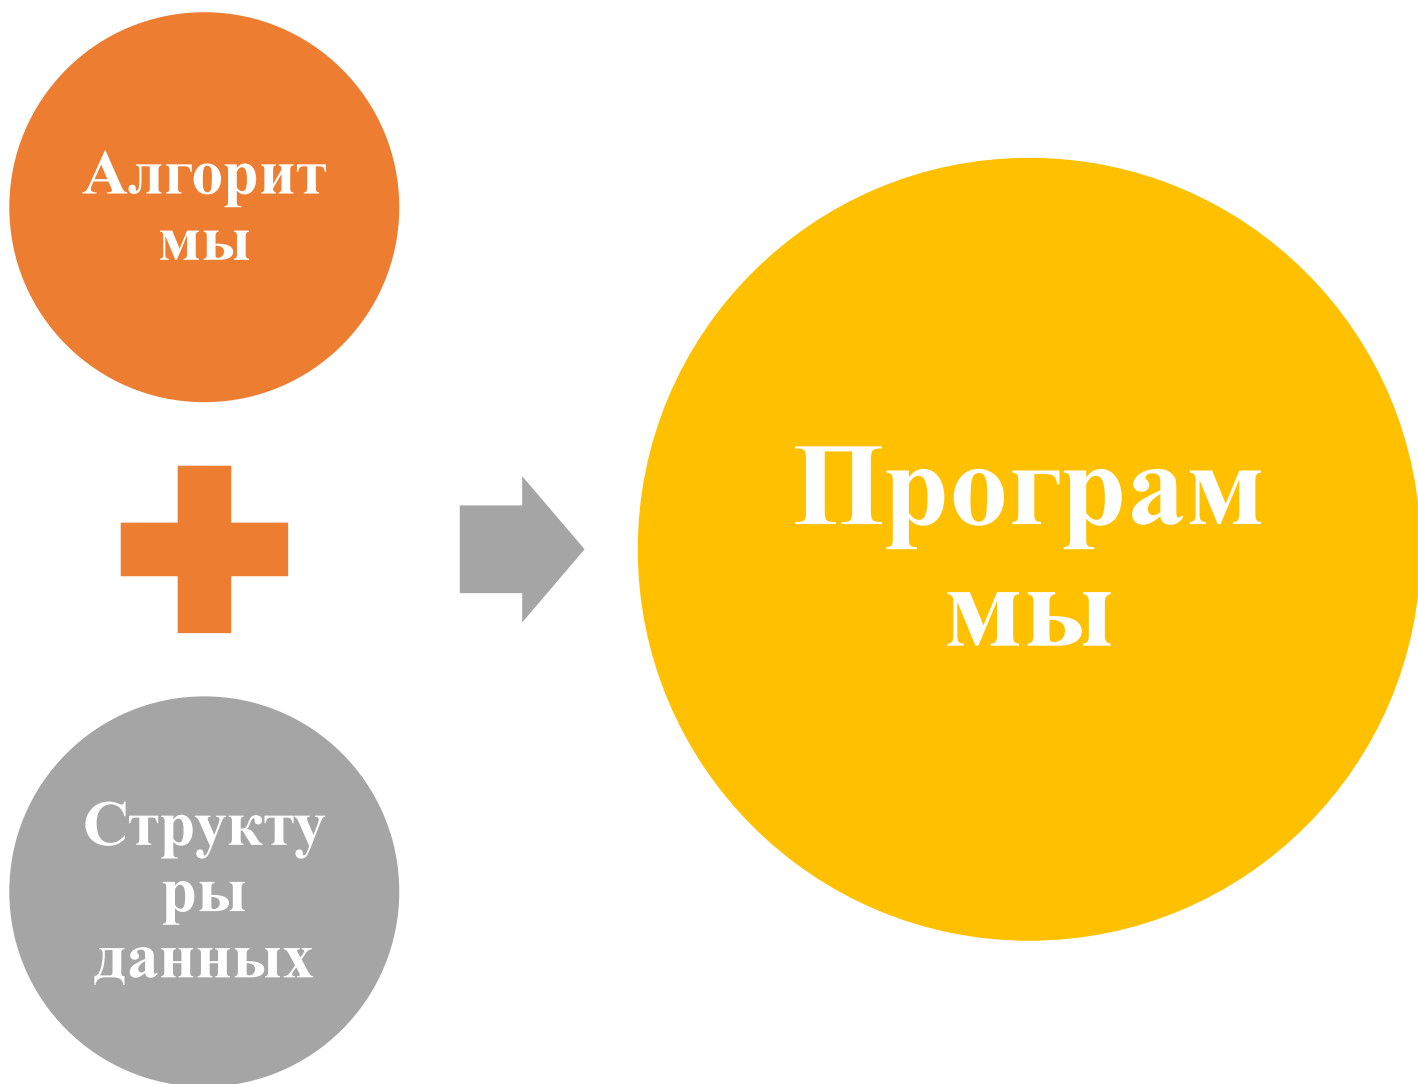 Алгорит
мы
Програм
мы
Структу
ры
данных